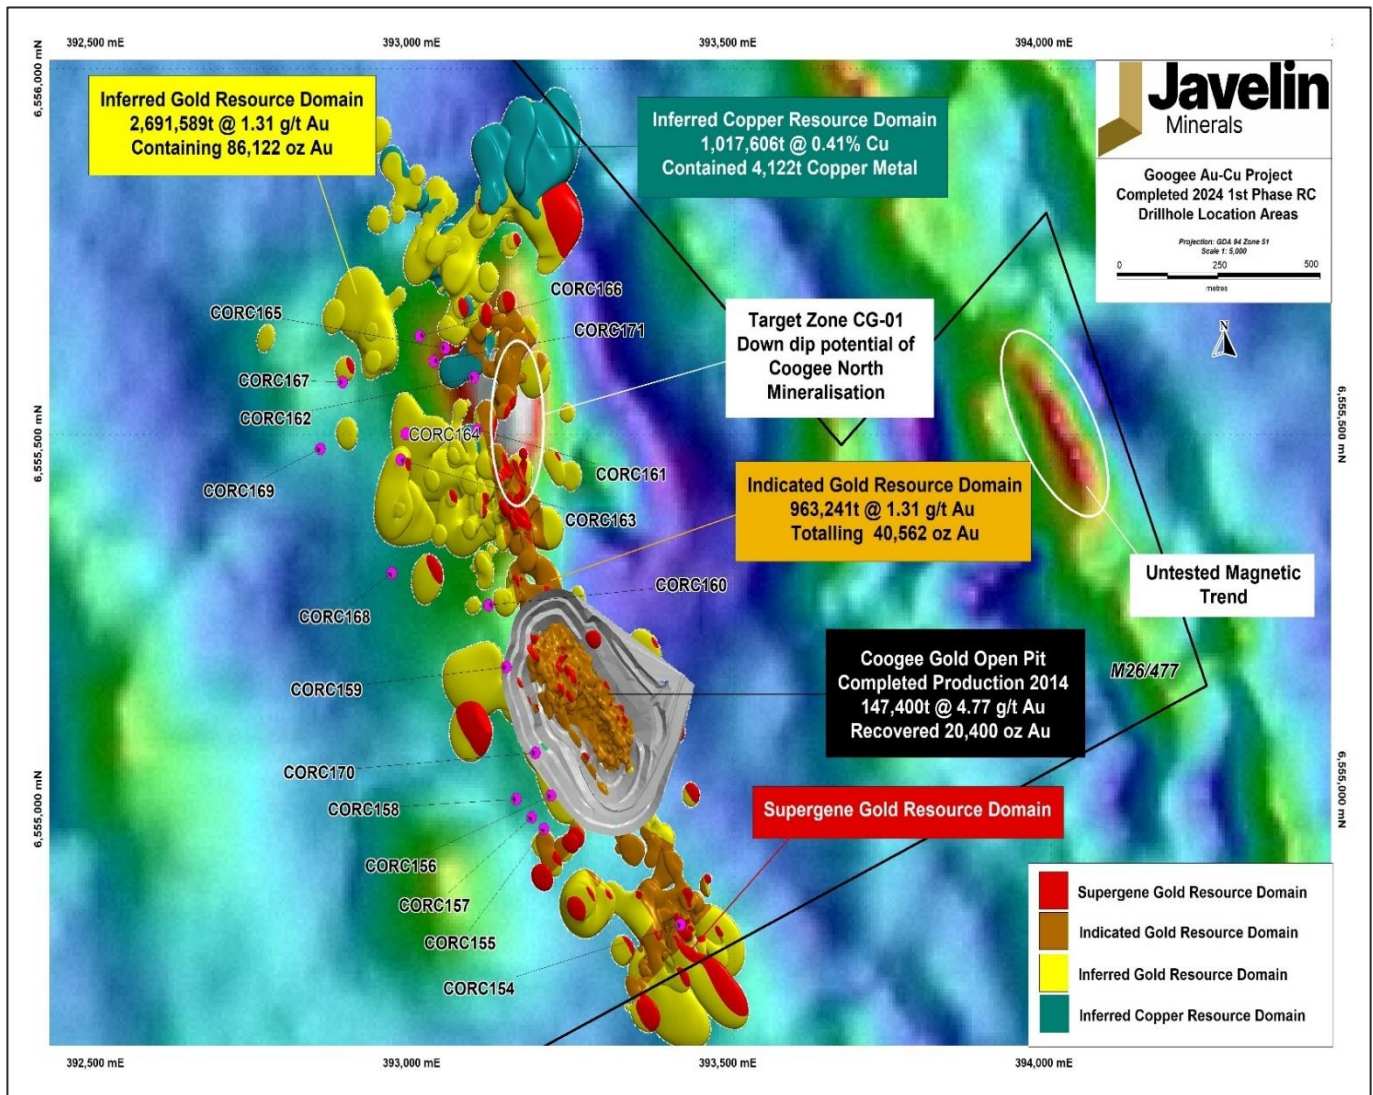 392,500 mE
393,000 mE
393,500 mE
394,000 mE
6,556,000 mN
Inferred Gold Resource Domain
2,691,589t @ 1.31 g/t Au
Containing 86,122 oz Au
Inferred Copper Resource Domain
1,017,606t @ 0.41% Cu
Contained 4,122t Copper Metal
Javelin
Minerals
Googee Au-Cu Project
Completed 2024 1st Phase RC
Drillhole Location Areas
Projection: GDA 94 Zone 51
Scale 1: 5,000
0
250
500
metres
N
CORC166
CORC165
CORC171
Target Zone CG-01
Down dip potential of
Coogee North
Mineralisation
CORC167
CORC162
CORC164
6,555,500 mN
6,555,500 mN
CORC161
CORC169
CORC163
Indicated Gold Resource Domain
963,241t @ 1.31 g/t Au
Totalling 40,562 oz Au
Untested Magnetic
Trend
CORC160
CORC168
CORC159
Coogee Gold Open Pit
Completed Production 2014
147,400t @ 4.77 g/t Au
Recovered 20,400 oz Au
M26/477
CORC170
CORC158
6,555,000 mN
6,555,000 mN
Supergene Gold Resource Domain
CORC156
CORC157
CORC155
CORC154
Supergene Gold Resource Domain
Indicated Gold Resource Domain
Inferred Gold Resource Domain
Inferred Copper Resource Domain
392,500 mE
393,000 mE
393,500 mE
394,000 mE